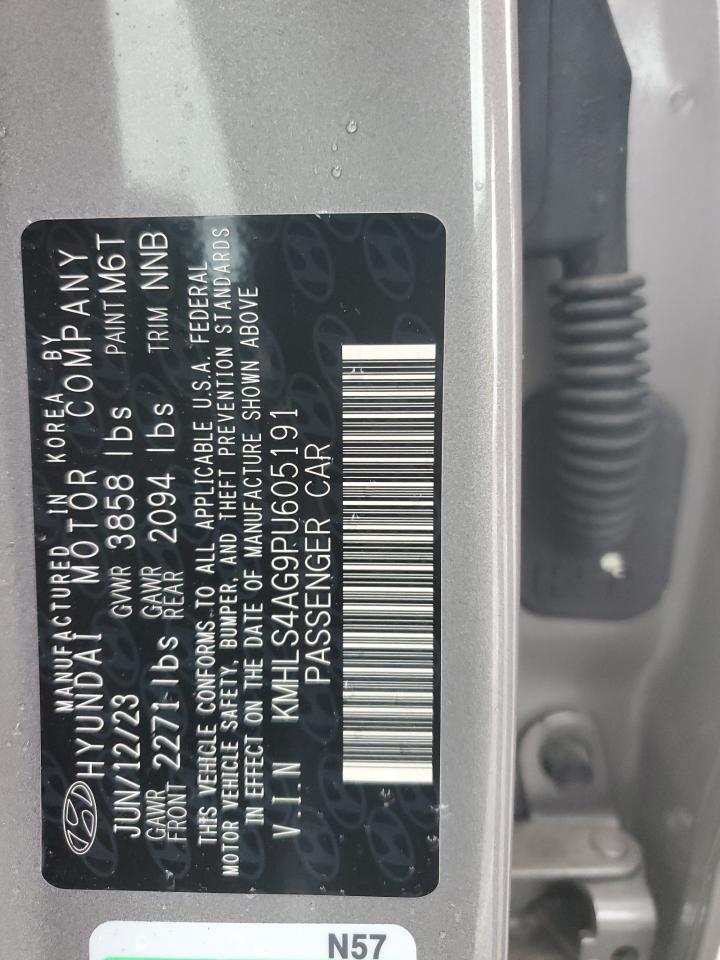 MANUFACTURED IN KOREA BY
HYUNDAI MOTOR COMPANY
JUN/12/23 GVWR 3858 lbs PAINT M6T
GAWR FRONT 2271 lbs GAWR REAR 2094 lbs TRIM NNB
THIS VEHICLE CONFORMS TO ALL APPLICABLE U.S.A. FEDERAL
MOTOR VEHICLE SAFETY, BUMPER, AND THEFT PREVENTION STANDARDS
IN EFFECT ON THE DATE OF MANUFACTURE SHOWN ABOVE
V.I.N KMHLS4AG9PU605191
PASSENGER CAR
N57